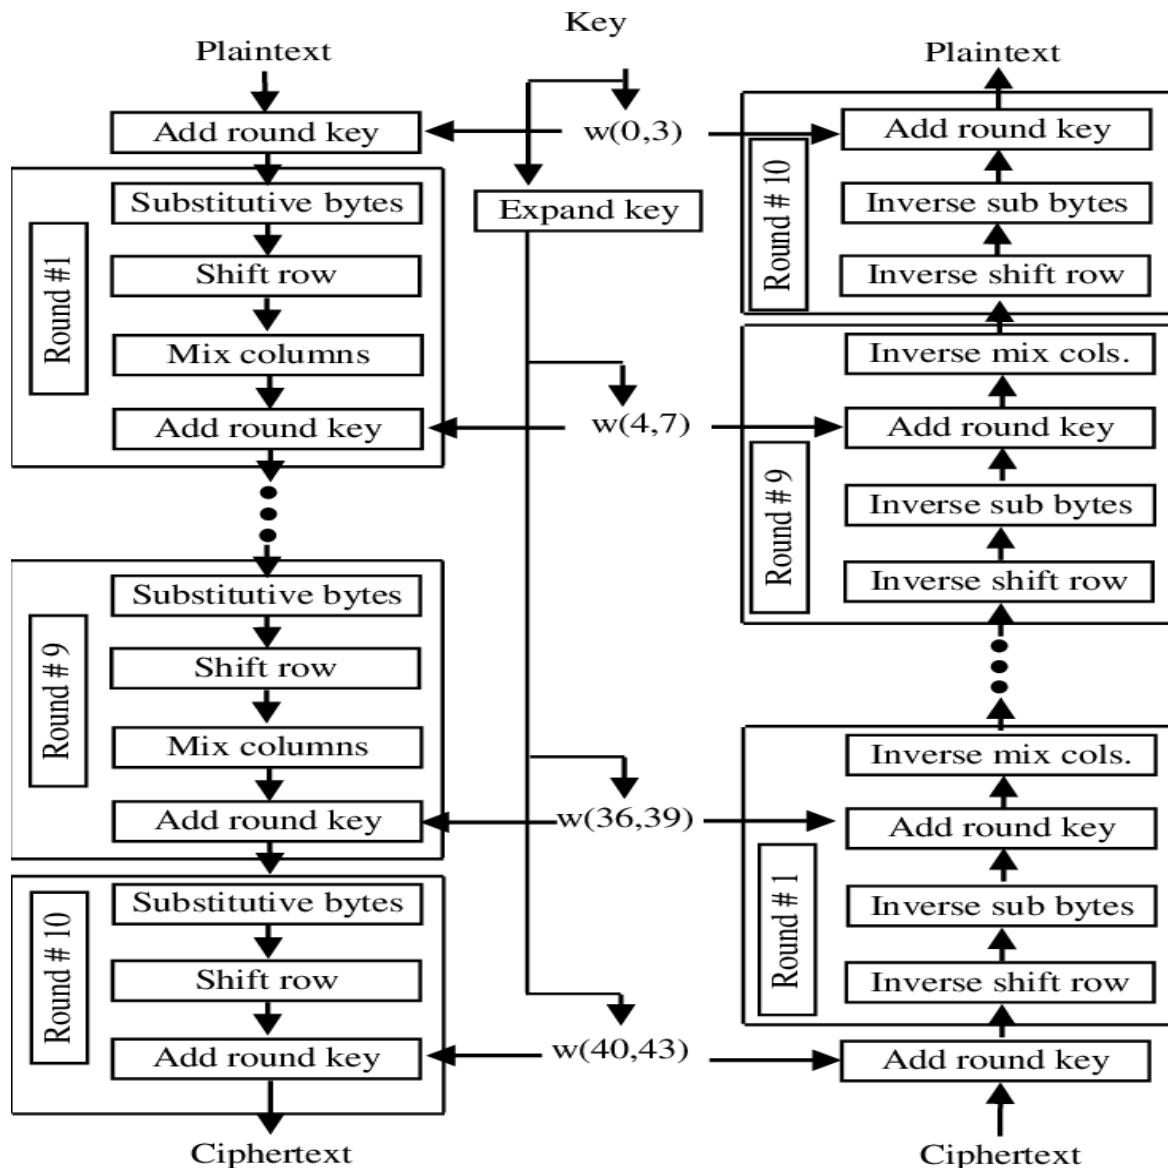 Plaintext
Add round key
Round #1
Substitutive bytes
Shift row
Mix columns
Add round key
Round # 9
Substitutive bytes
Shift row
Mix columns
Add round key
Round # 10
Substitutive bytes
Shift row
Add round key
Ciphertext
Key
w(0,3)
Expand key
w(4,7)
w(36,39)
w(40,43)
Plaintext
Round # 10
Add round key
Inverse sub bytes
Inverse shift row
Round # 9
Inverse mix cols.
Add round key
Inverse sub bytes
Inverse shift row
Round # 1
Inverse mix cols.
Add round key
Inverse sub bytes
Inverse shift row
Add round key
Ciphertext